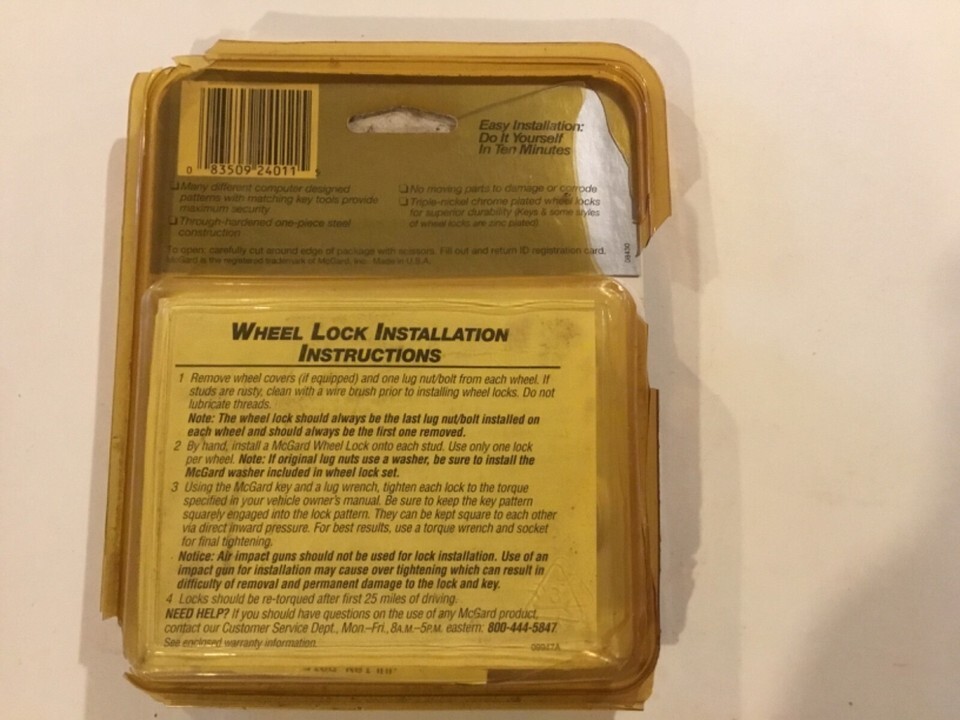 0 83509 24011 5
Easy Installation:
Do It Yourself
In Ten Minutes
❑ Many different computer designed
patterns with matching key tools provide
maximum security
❑ Through-hardened one-piece steel
construction
❑ No moving parts to damage or corrode
❑ Triple-nickel chrome plated wheel locks
for superior durability (Keys & some styles
of wheel locks are zinc plated)
To open: carefully cut around edge of package with scissors. Fill out and return ID registration card.
McGard is the registered trademark of McGard, Inc. Made in U.S.A.
WHEEL LOCK INSTALLATION
INSTRUCTIONS
1 Remove wheel covers (if equipped) and one lug nut/bolt from each wheel. If
studs are rusty, clean with a wire brush prior to installing wheel locks. Do not
lubricate threads.
Note: The wheel lock should always be the last lug nut/bolt installed on
each wheel and should always be the first one removed.
2 By hand, install a McGard Wheel Lock onto each stud. Use only one lock
per wheel. Note: If original lug nuts use a washer, be sure to install the
McGard washer included in wheel lock set.
3 Using the McGard key and a lug wrench, tighten each lock to the torque
specified in your vehicle owner's manual. Be sure to keep the key pattern
squarely engaged into the lock pattern. They can be kept square to each other
via direct inward pressure. For best results, use a torque wrench and socket
for final tightening.
Notice: Air impact guns should not be used for lock installation. Use of an
impact gun for installation may cause over tightening which can result in
difficulty of removal and permanent damage to the lock and key.
4 Locks should be re-torqued after first 25 miles of driving.
NEED HELP? If you should have questions on the use of any McGard product,
contact our Customer Service Dept., Mon.–Fri., 8A.M.–5P.M. eastern: 800-444-5847
See enclosed warranty information.